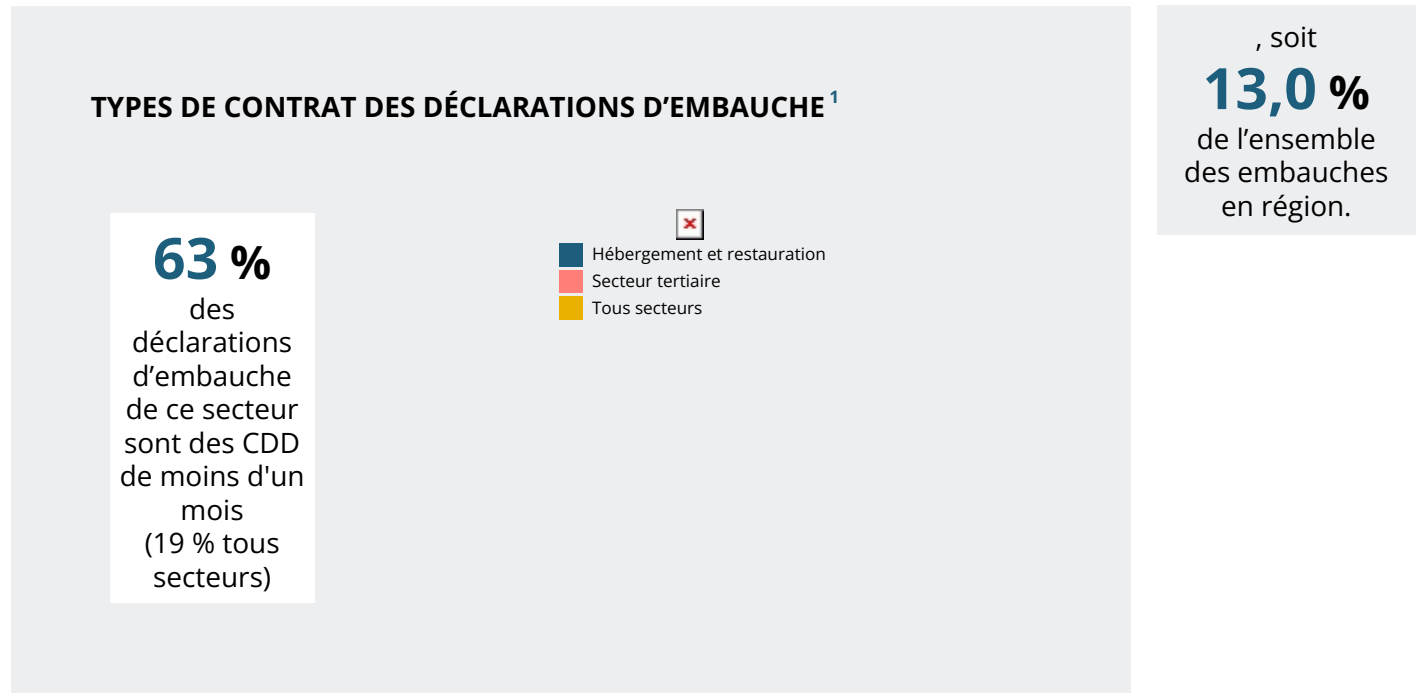 TYPES DE CONTRAT DES DÉCLARATIONS D’EMBAUCHE 1
63 %
des
déclarations
d’embauche
de ce secteur
sont des CDD
de moins d'un
mois
(19 % tous
secteurs)
Hébergement et restauration
Secteur tertiaire
Tous secteurs
, soit
13,0 %
de l’ensemble
des embauches
en région.